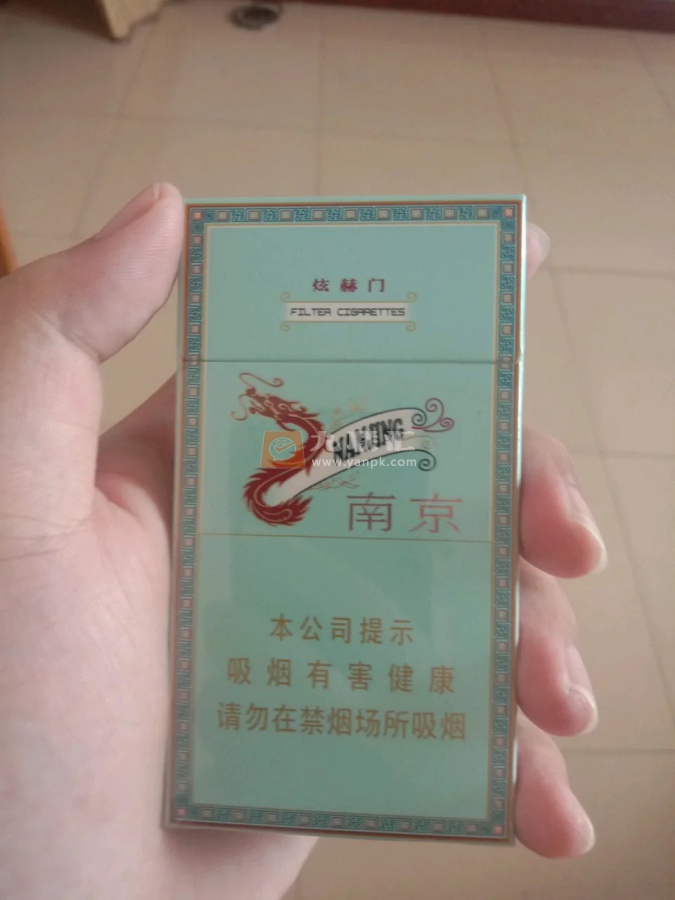 炫赫门
FILTER CIGARETTES
NANJING
www.yanpk.com
南京
本公司提示
吸烟有害健康
请勿在禁烟场所吸烟